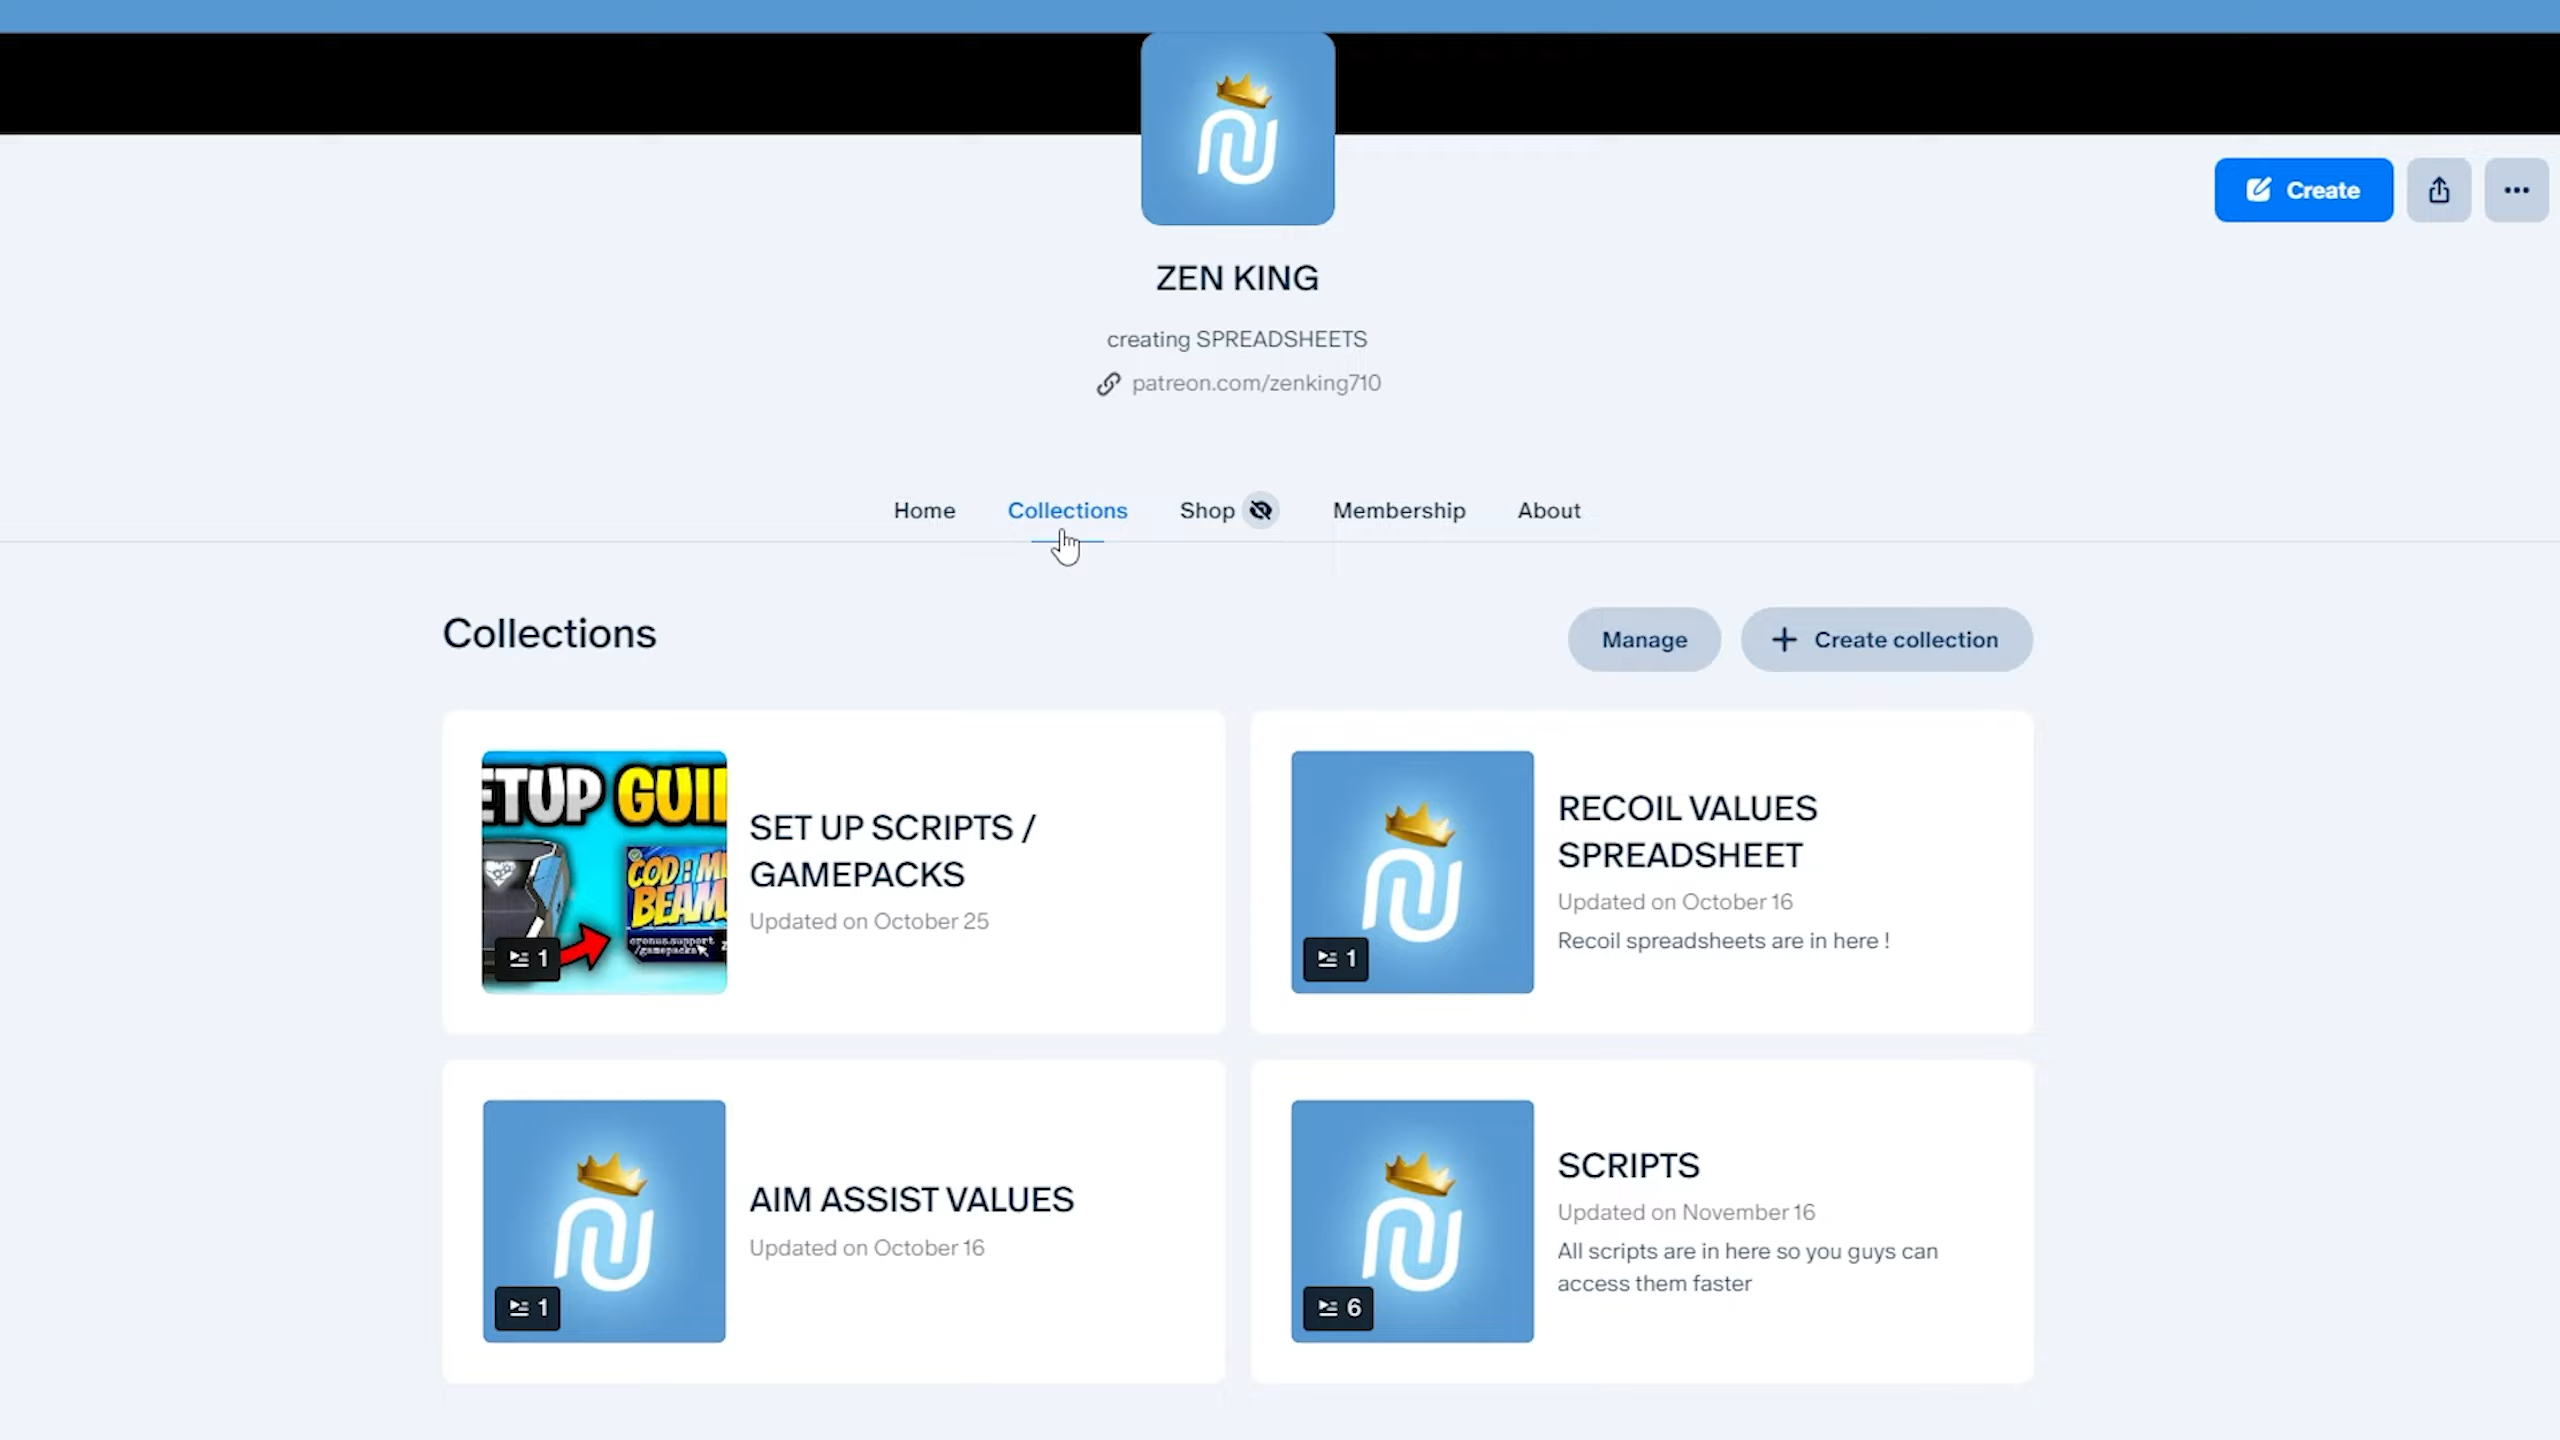 Create
ZEN KING
creating SPREADSHEETS
patreon.com/zenking710
Home
Collections
Shop
Membership
About
Collections
Manage
Create collection
ETUP GUI
COD: M
BEAM
cronus.support
/gamepacks
1
SET UP SCRIPTS /
GAMEPACKS
Updated on October 25
1
RECOIL VALUES
SPREADSHEET
Updated on October 16
Recoil spreadsheets are in here !
1
AIM ASSIST VALUES
Updated on October 16
6
SCRIPTS
Updated on November 16
All scripts are in here so you guys can
access them faster